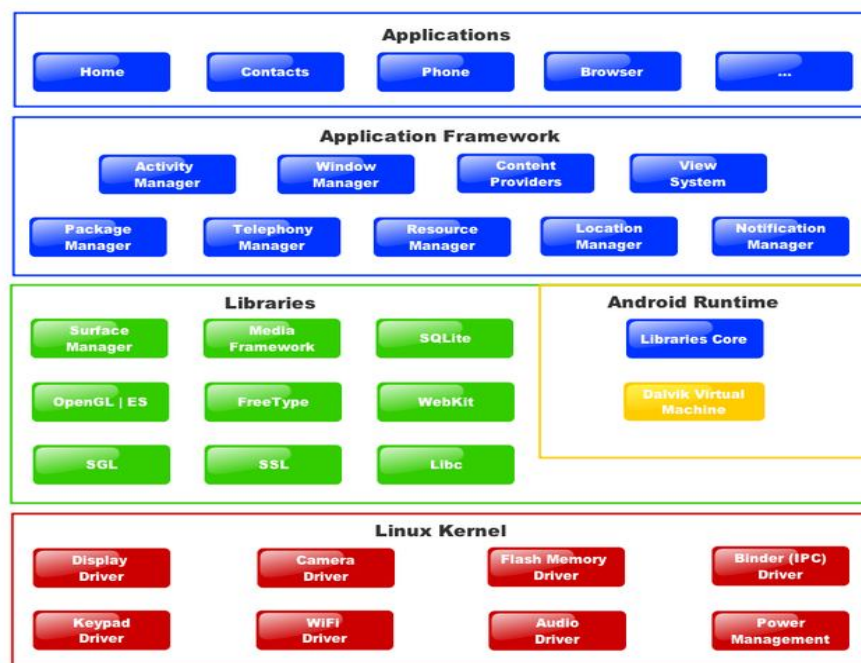 Applications
Home
Contacts
Phone
Browser
...
Application Framework
Activity
Manager
Window
Manager
Content
Providers
View
System
Package
Manager
Telephony
Manager
Resource
Manager
Location
Manager
Notification
Manager
Libraries
Android Runtime
Surface
Manager
Media
Framework
SQLite
Libraries Core
OpenGL | ES
FreeType
WebKit
Dalvik Virtual
Machine
SGL
SSL
Libc
Linux Kernel
Display
Driver
Camera
Driver
Flash Memory
Driver
Binder (IPC)
Driver
Keypad
Driver
WiFi
Driver
Audio
Driver
Power
Management